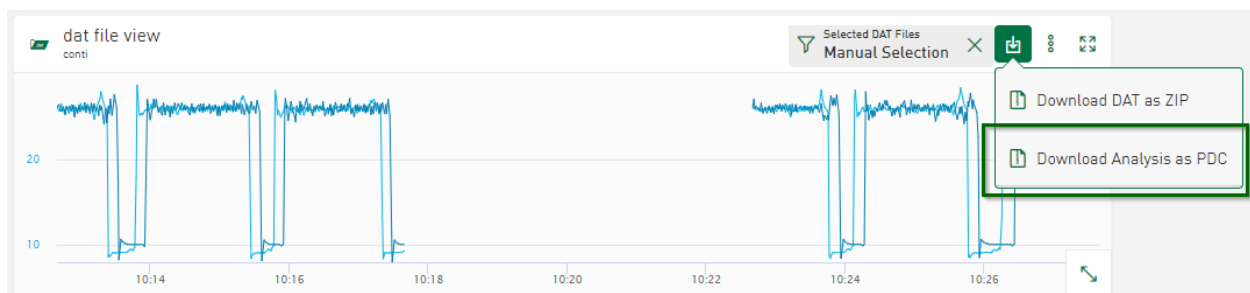 dat file view
conti
Selected DAT Files
Manual Selection
Download DAT as ZIP
Download Analysis as PDC
20
10
10:14 10:16 10:18 10:20 10:22 10:24 10:26